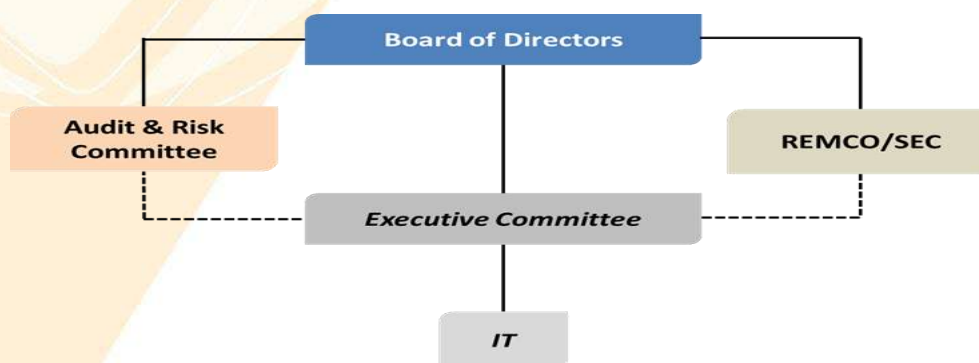 Board of Directors
Audit & Risk
Committee
REMCO/SEC
Executive Committee
IT